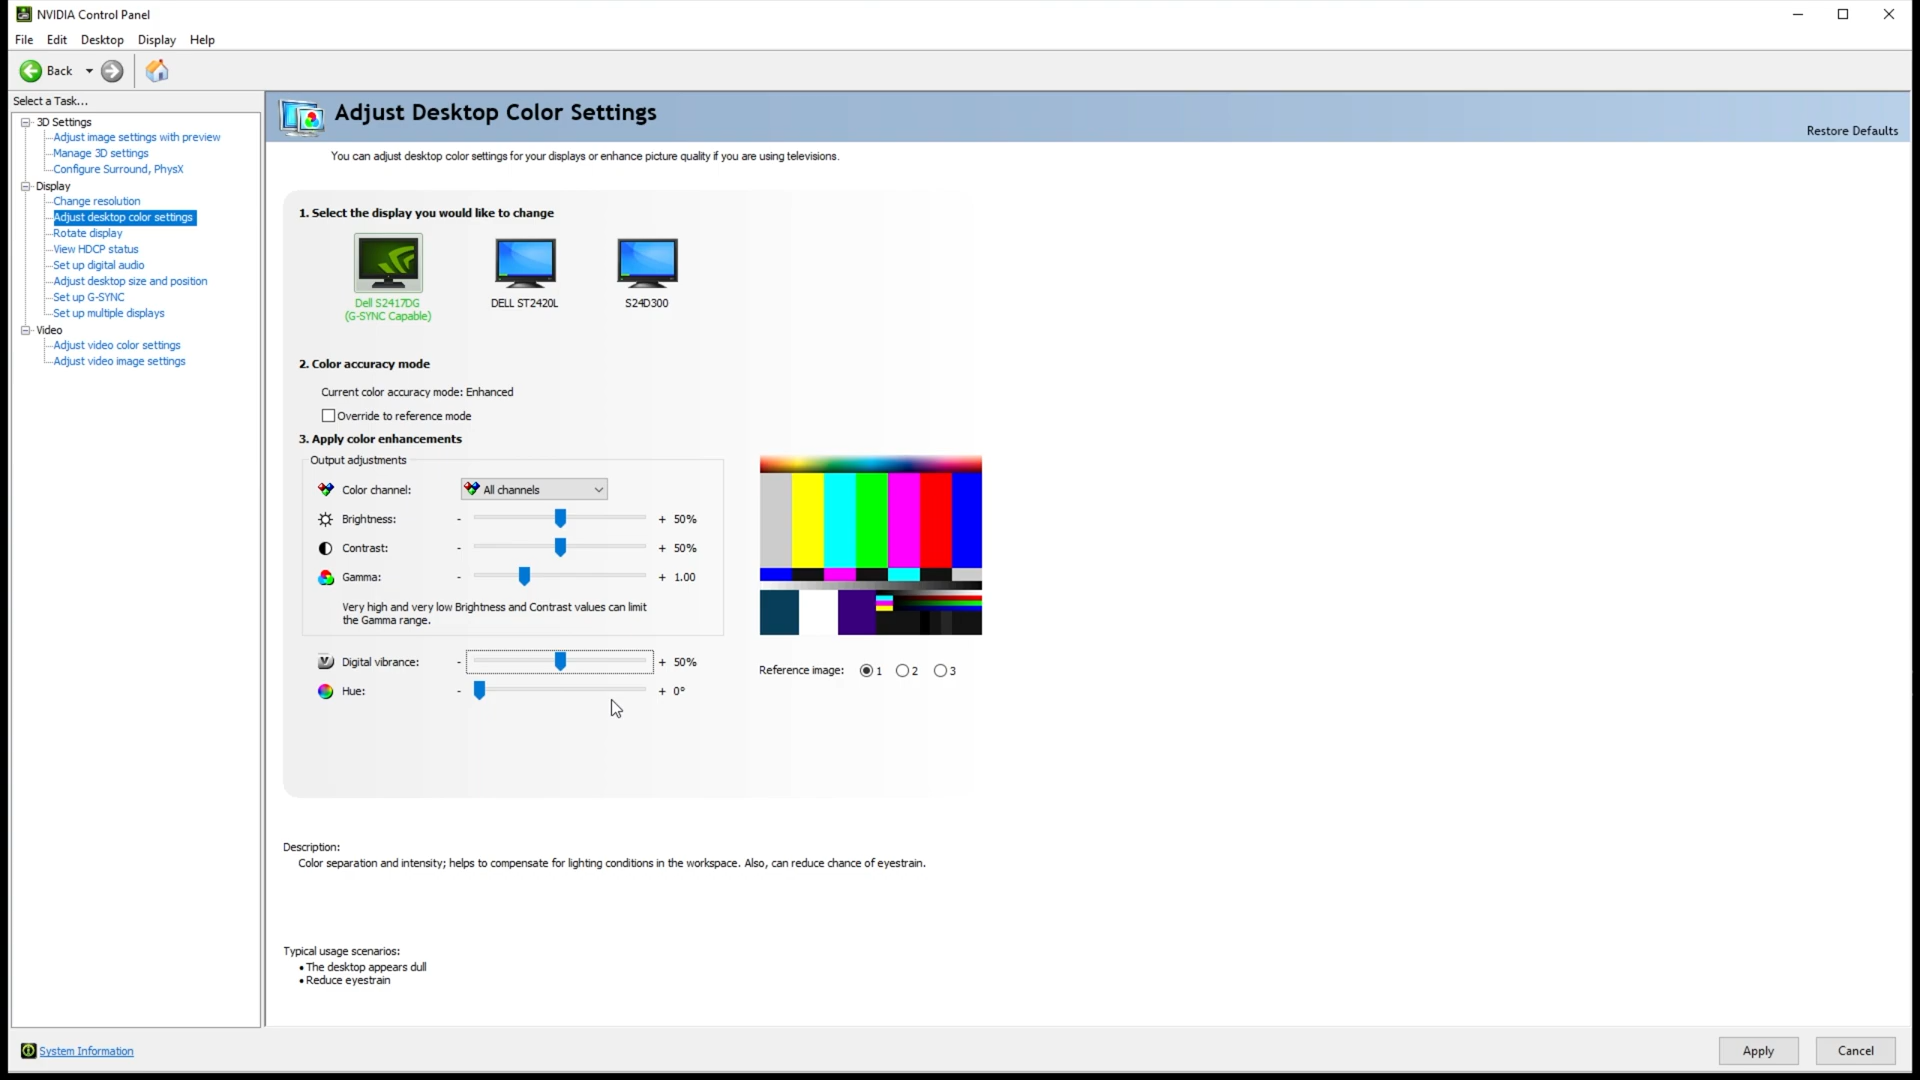 NVIDIA Control Panel
File Edit Desktop Display Help
Back
Select a Task...
3D Settings
Adjust image settings with preview
Manage 3D settings
Configure Surround, PhysX
Display
Change resolution
Adjust desktop color settings
Rotate display
View HDCP status
Set up digital audio
Adjust desktop size and position
Set up G-SYNC
Set up multiple displays
Video
Adjust video color settings
Adjust video image settings
Adjust Desktop Color Settings
Restore Defaults
You can adjust desktop color settings for your displays or enhance picture quality if you are using televisions.
1. Select the display you would like to change
Dell S2417DG
(G-SYNC Capable)
DELL ST2420L
S24D300
2. Color accuracy mode
Current color accuracy mode: Enhanced
Override to reference mode
3. Apply color enhancements
Output adjustments
Color channel: All channels
Brightness: - + 50%
Contrast: - + 50%
Gamma: - + 1.00
Very high and very low Brightness and Contrast values can limit
the Gamma range.
Digital vibrance: - + 50%
Hue: - + 0°
Reference image: 1 2 3
Description:
Color separation and intensity; helps to compensate for lighting conditions in the workspace. Also, can reduce chance of eyestrain.
Typical usage scenarios:
• The desktop appears dull
• Reduce eyestrain
System Information
Apply Cancel